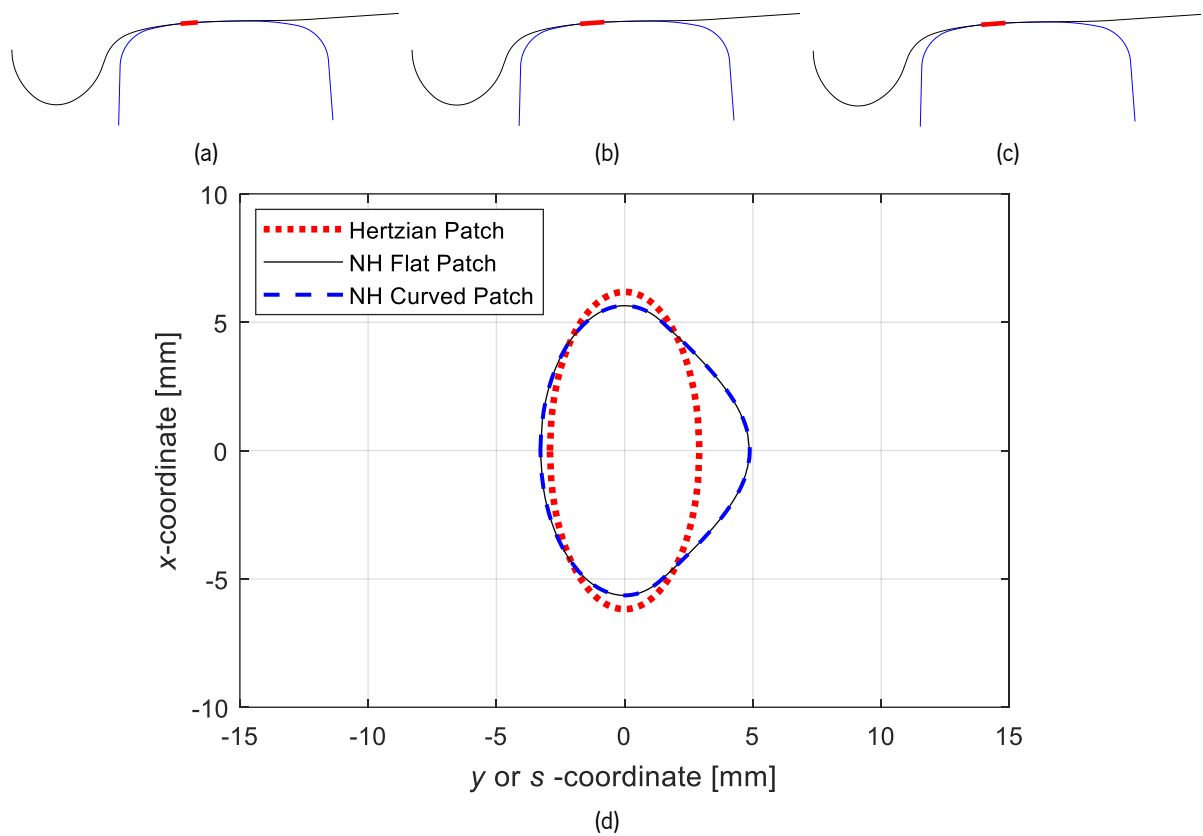 (a)
(b)
(c)
10
5
0
-5
-10
x-coordinate [mm]
Hertzian Patch
NH Flat Patch
NH Curved Patch
-15
-10
-5
0
5
10
15
y or s -coordinate [mm]
(d)